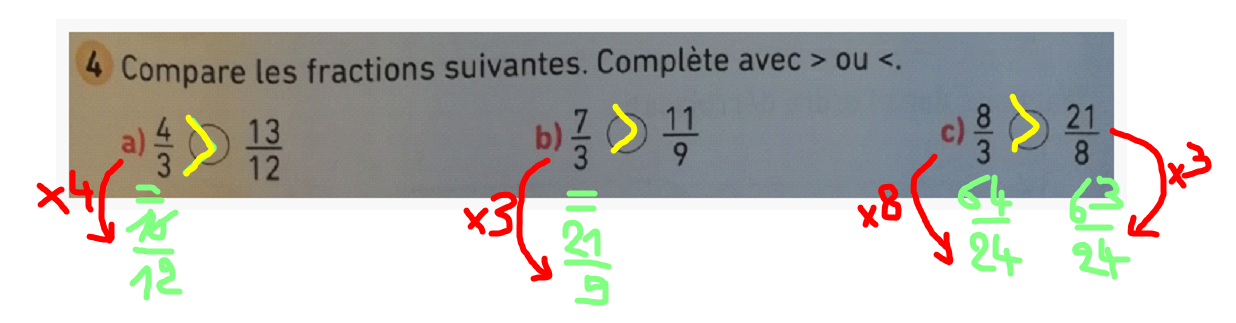 4 Compare les fractions suivantes. Complète avec > ou <.
a) 4/3 > 13/12
b) 7/3 > 11/9
c) 8/3 > 21/8
×4 = 16/12
×3 = 21/9
×8 64/24 63/24 ×3